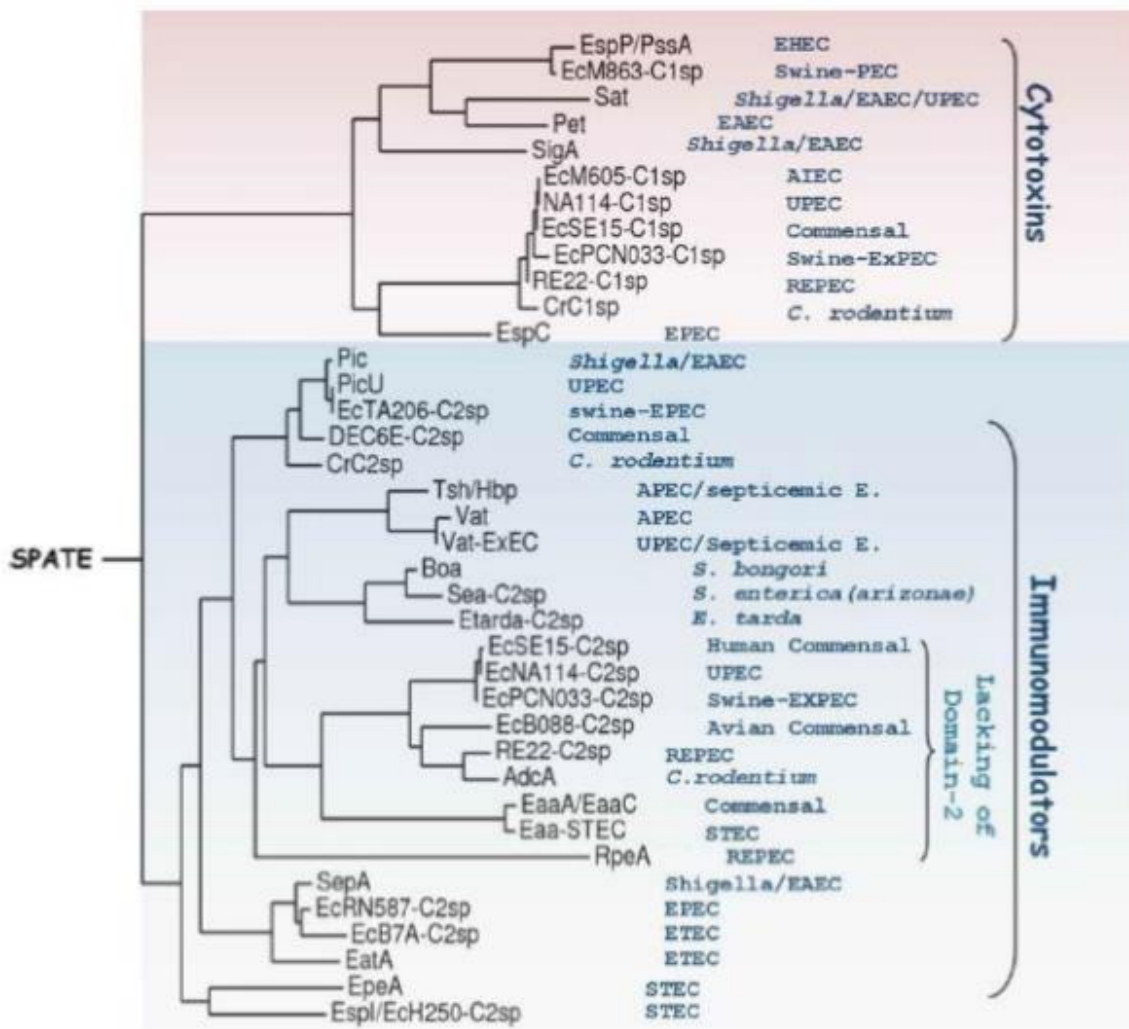 EspP/PssA EHEC
EcM863-C1sp Swine-PEC
Sat Shigella/EAEC/UPEC
Pet EAEC
SigA Shigella/EAEC
EcM605-C1sp AIEC
NA114-C1sp UPEC
EcSE15-C1sp Commensal
EcPCN033-C1sp Swine-ExPEC
RE22-C1sp REPEC
CrC1sp C. rodentium
EspC EPEC
Cytotoxins
Pic Shigella/EAEC
PicU UPEC
EcTA206-C2sp swine-EPEC
DEC6E-C2sp Commensal
CrC2sp C. rodentium
Tsh/Hbp APEC/septicemic E.
Vat APEC
Vat-ExEC UPEC/Septicemic E.
SPATE
Boa S. bongori
Sea-C2sp S. enterica(arizonae)
Etarda-C2sp E. tarda
EcSE15-C2sp Human Commensal
EcNA114-C2sp UPEC
EcPCN033-C2sp Swine-EXPEC
EcB088-C2sp Avian Commensal
RE22-C2sp REPEC
AdcA C.rodentium
EaaA/EaaC Commensal
Eaa-STEC STEC
RpeA REPEC
Lacking of
Domain-2
SepA Shigella/EAEC
EcRN587-C2sp EPEC
EcB7A-C2sp ETEC
EatA ETEC
EpeA STEC
EspI/EcH250-C2sp STEC
Immunomodulators